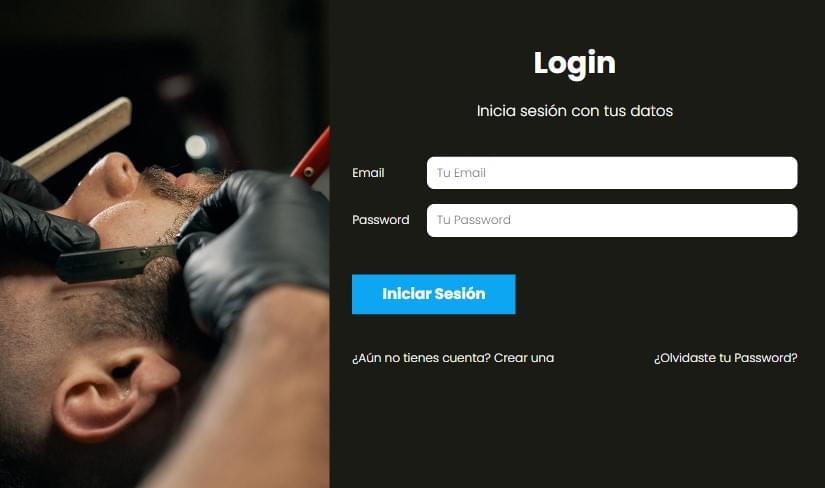 Login
Inicia sesión con tus datos
Email
Tu Email
Password
Tu Password
Iniciar Sesión
¿Aún no tienes cuenta? Crear una
¿Olvidaste tu Password?